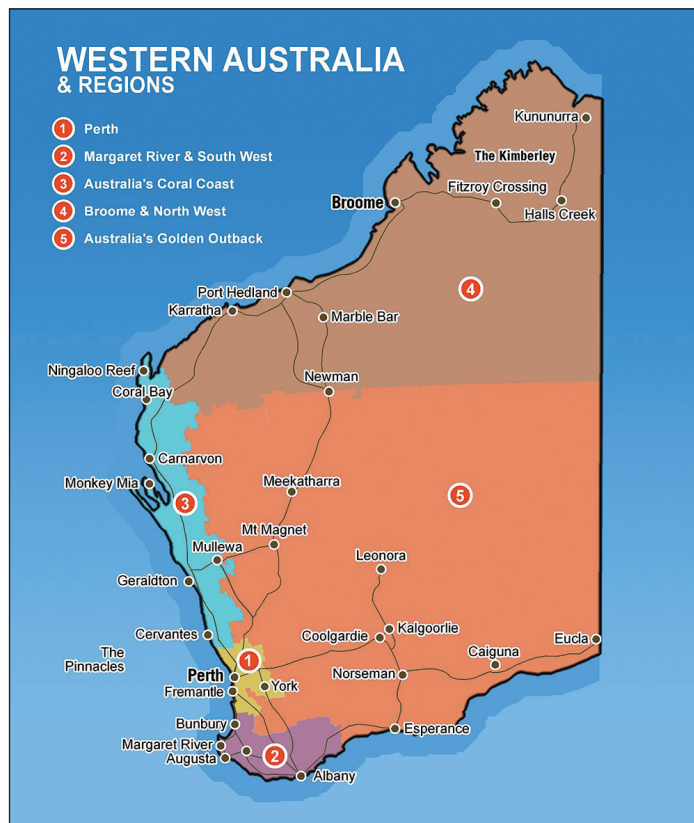 WESTERN AUSTRALIA
& REGIONS
1 Perth
2 Margaret River & South West
3 Australia's Coral Coast
4 Broome & North West
5 Australia's Golden Outback
Kununurra
The Kimberley
Broome
Fitzroy Crossing
Halls Creek
4
Port Hedland
Karratha
Marble Bar
Ningaloo Reef
Coral Bay
Newman
Carnarvon
Monkey Mia
Meekatharra
5
3
Mt Magnet
Mullewa
Leonora
Geraldton
Cervantes
Coolgardie
Kalgoorlie
Eucla
The
Pinnacles
1
Caiguna
Perth
York
Norseman
Fremantle
Bunbury
Esperance
Margaret River
Augusta
2
Albany